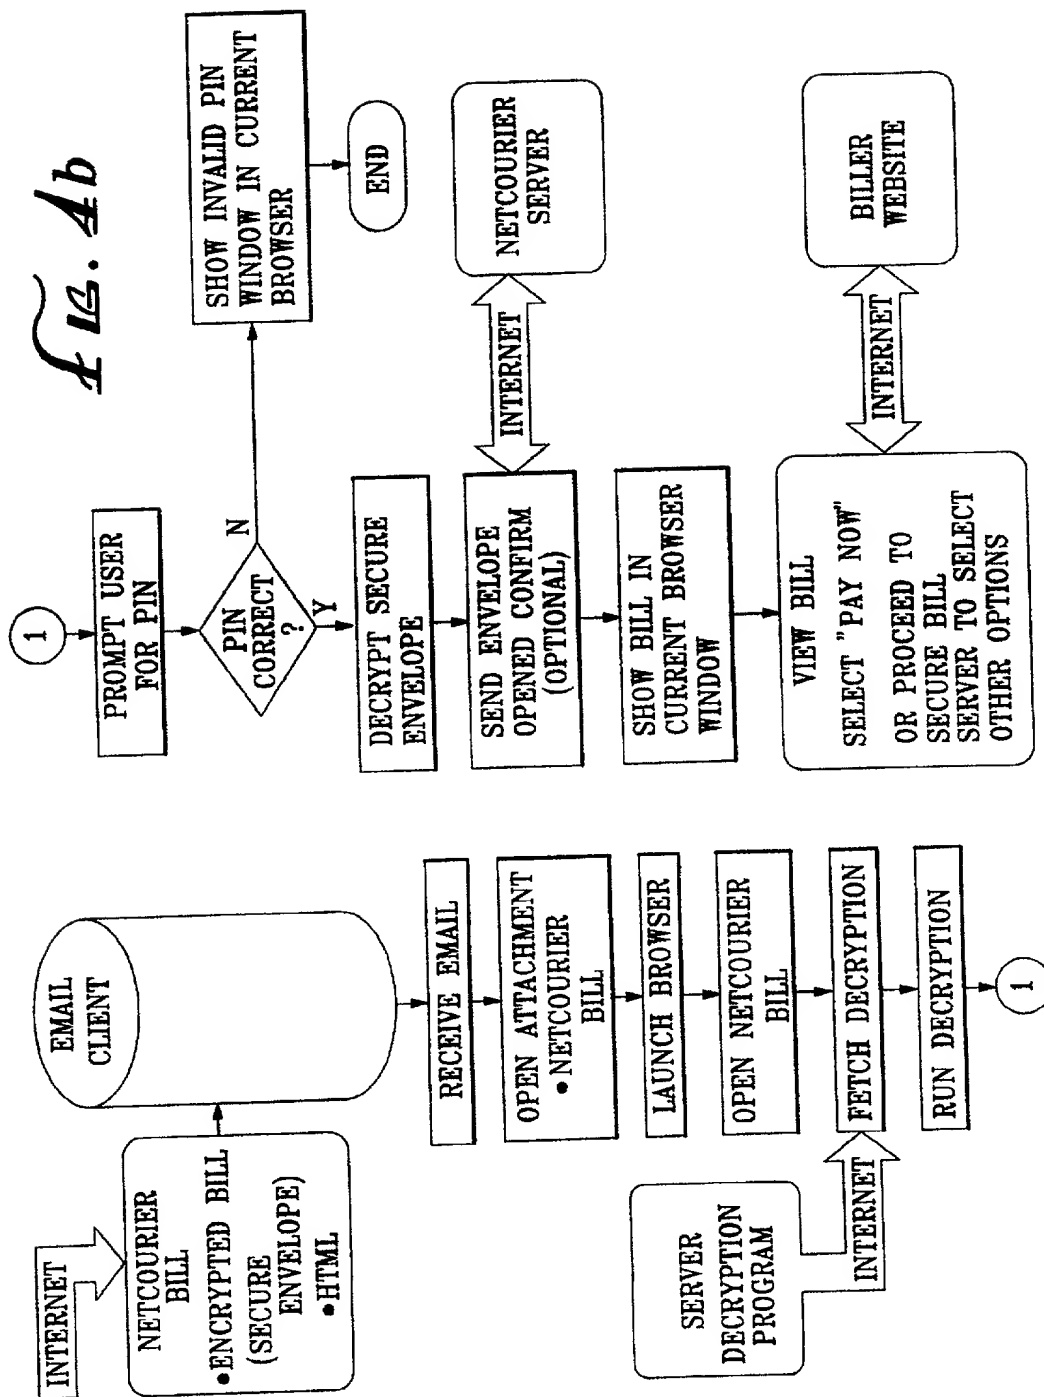 INTERNET
NETCOURIER
BILL
•ENCRYPTED BILL
(SECURE
ENVELOPE)
•HTML
EMAIL
CLIENT
RECEIVE EMAIL
OPEN ATTACHMENT
•NETCOURIER
BILL
LAUNCH BROWSER
OPEN NETCOURIER
BILL
SERVER
DECRYPTION
PROGRAM
INTERNET
FETCH DECRYPTION
RUN DECRYPTION
1
1
PROMPT USER
FOR PIN
PIN
CORRECT
?
N
Y
SHOW INVALID PIN
WINDOW IN CURRENT
BROWSER
END
DECRYPT SECURE
ENVELOPE
SEND ENVELOPE
OPENED CONFIRM
(OPTIONAL)
INTERNET
NETCOURIER
SERVER
SHOW BILL IN
CURRENT BROWSER
WINDOW
VIEW BILL
SELECT "PAY NOW"
OR PROCEED TO
SECURE BILL
SERVER TO SELECT
OTHER OPTIONS
INTERNET
BILLER
WEBSITE
FIG. 4b